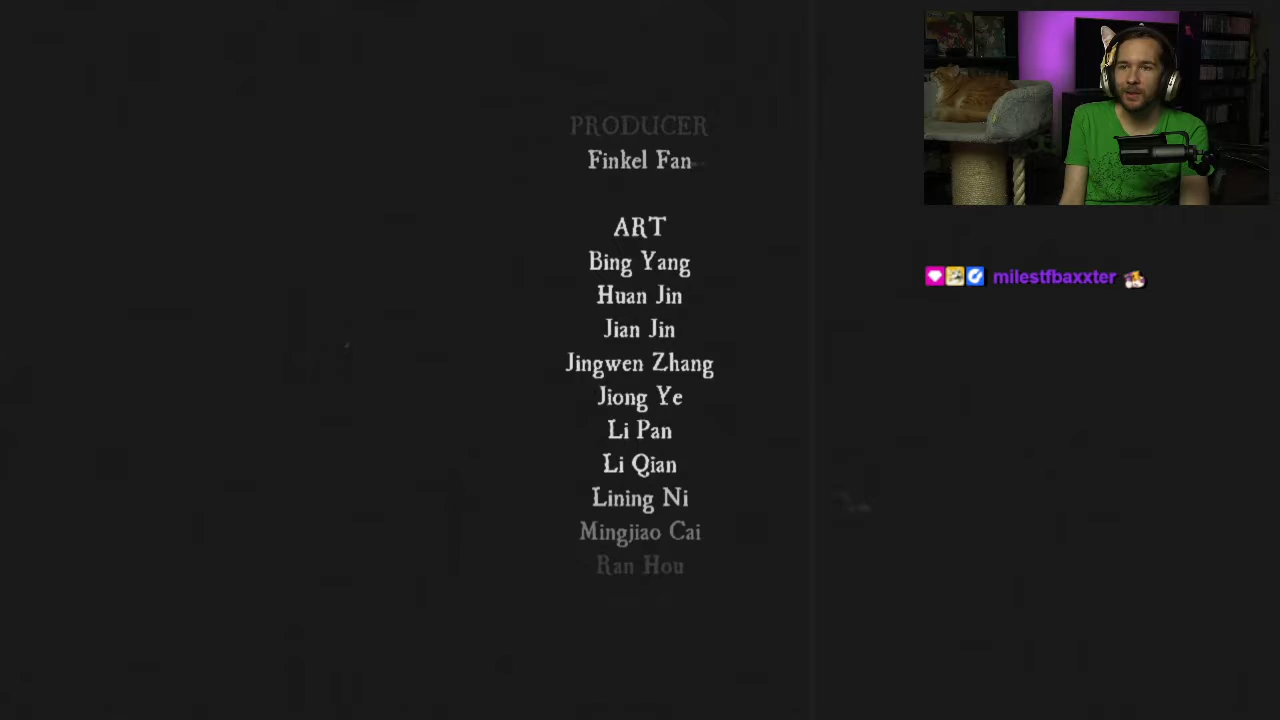 PRODUCER
Finkel Fan
ART
Bing Yang
Huan Jin
Jian Jin
Jingwen Zhang
Jiong Ye
Li Pan
Li Qian
Lining Ni
Mingjiao Cai
Ran Hou
milestfbaxxter